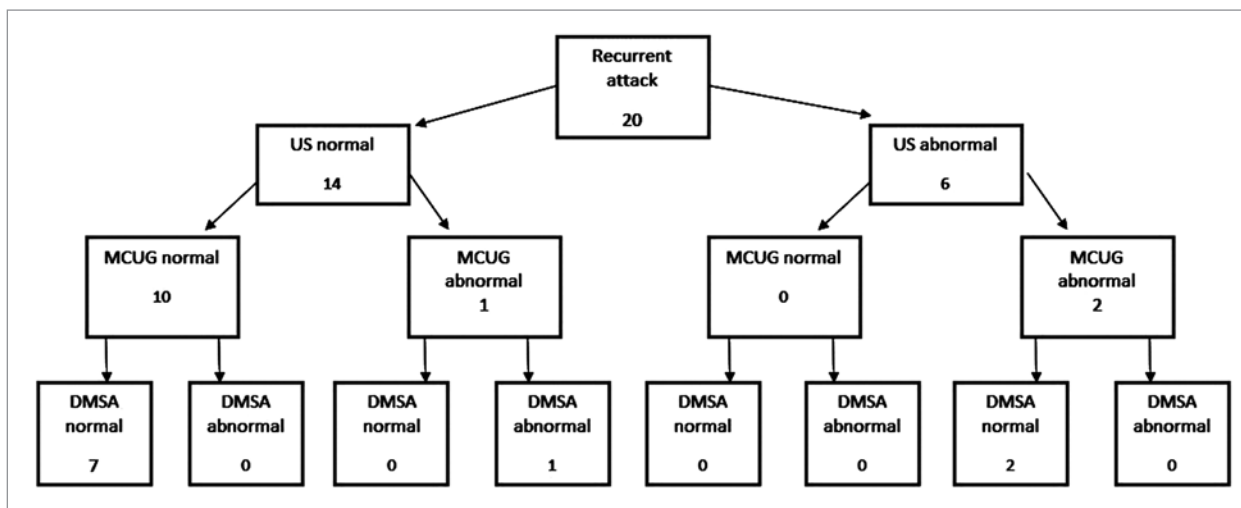 Recurrent
attack
20
US normal
14
US abnormal
6
MCUG normal
10
MCUG
abnormal
1
MCUG normal
0
MCUG
abnormal
2
DMSA
normal
7
DMSA
abnormal
0
DMSA
normal
0
DMSA
abnormal
1
DMSA
normal
0
DMSA
abnormal
0
DMSA
normal
2
DMSA
abnormal
0